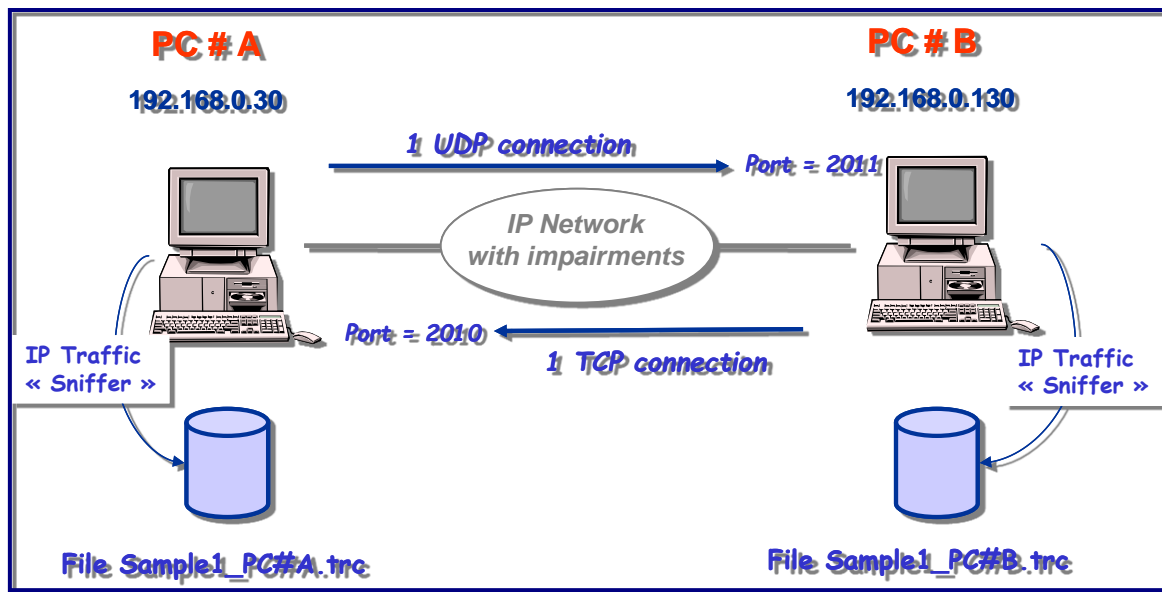 PC # A
PC # B
192.168.0.30
192.168.0.130
1 UDP connection
Port = 2011
IP Network
with impairments
Port = 2010
1 TCP connection
IP Traffic
« Sniffer »
IP Traffic
« Sniffer »
File Sample1_PC#A.trc
File Sample1_PC#B.trc